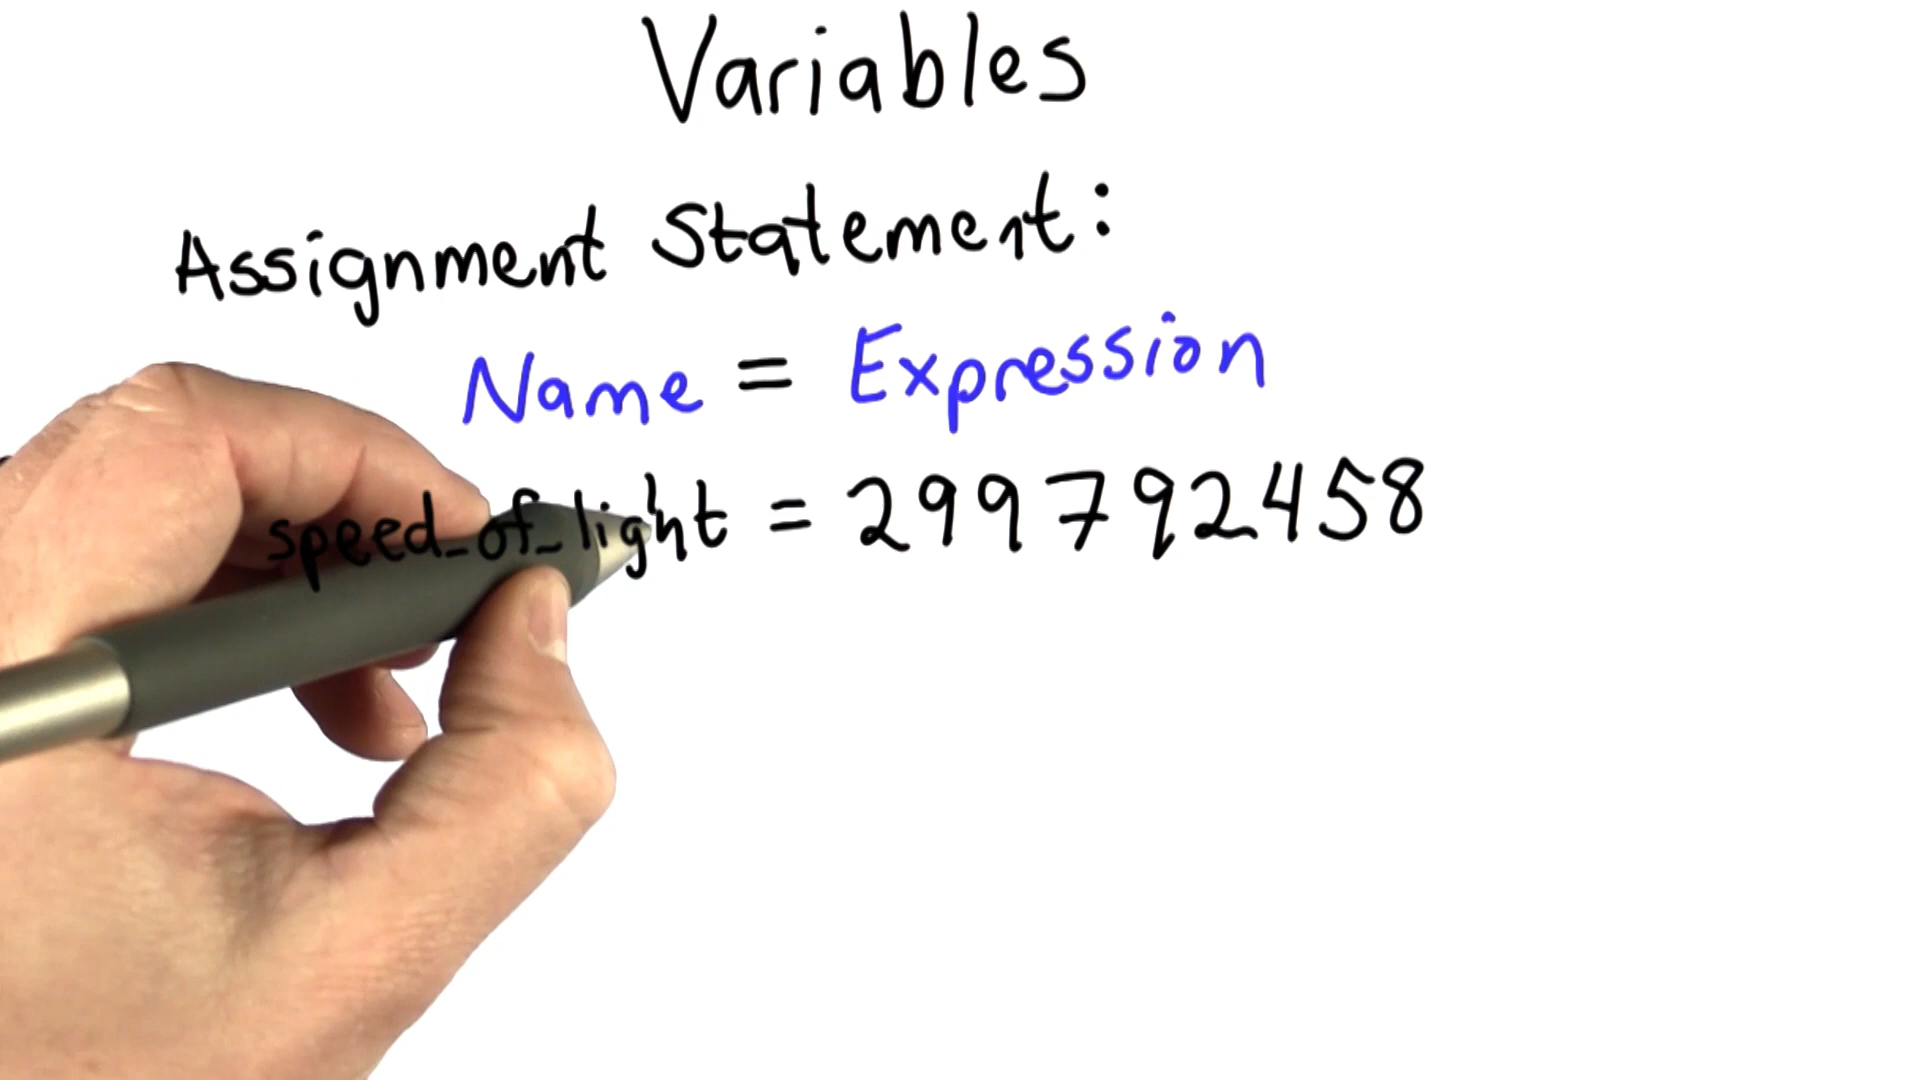 Variables
Assignment Statement:
Name = Expression
speed_of_light = 299792458